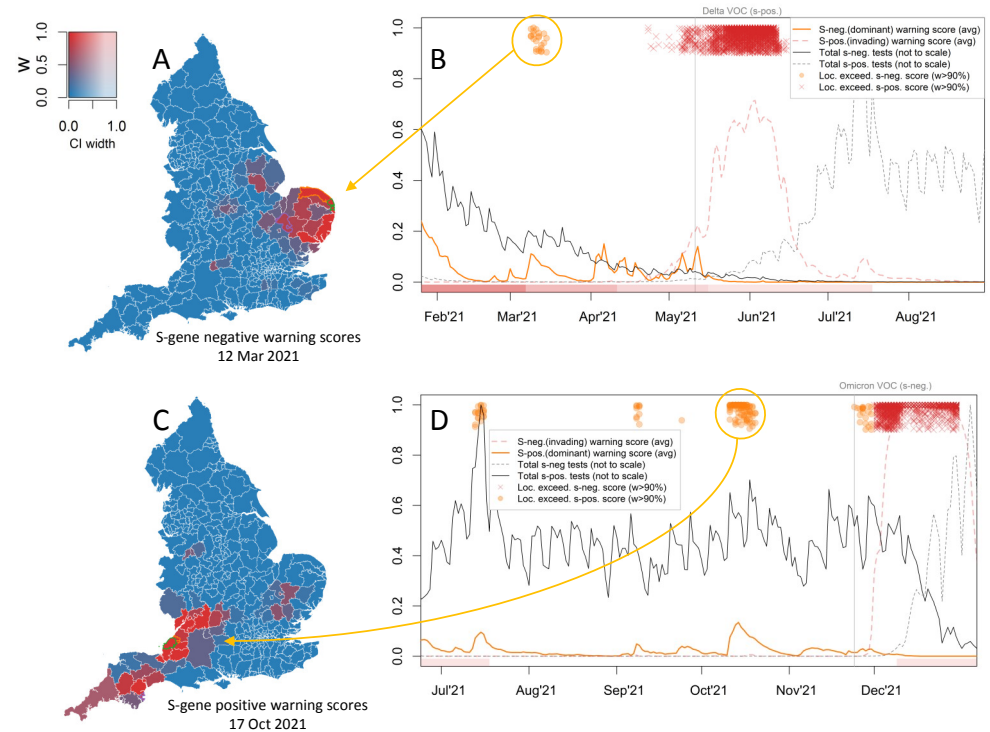 A
W
0.0 0.5 1.0
0.0 1.0
CI width
S-gene negative warning scores
12 Mar 2021
Delta VOC (s-pos.)
B
S-neg.(dominant) warning score (avg)
S-pos.(invading) warning score (avg)
Total s-neg. tests (not to scale)
Total s-pos. tests (not to scale)
Loc. exceed. s-neg. score (w>90%)
Loc. exceed. s-pos. score (w>90%)
1.0
0.8
0.6
0.4
0.2
0.0
Feb'21 Mar'21 Apr'21 May'21 Jun'21 Jul'21 Aug'21
C
S-gene positive warning scores
17 Oct 2021
Omicron VOC (s-neg.)
D
S-neg.(invading) warning score (avg)
S-pos.(dominant) warning score (avg)
Total s-neg tests (not to scale)
Total s-pos. tests (not to scale)
Loc. exceed. s-neg. score (w>90%)
Loc. exceed. s-pos. score (w>90%)
1.0
0.8
0.6
0.4
0.2
0.0
Jul'21 Aug'21 Sep'21 Oct'21 Nov'21 Dec'21